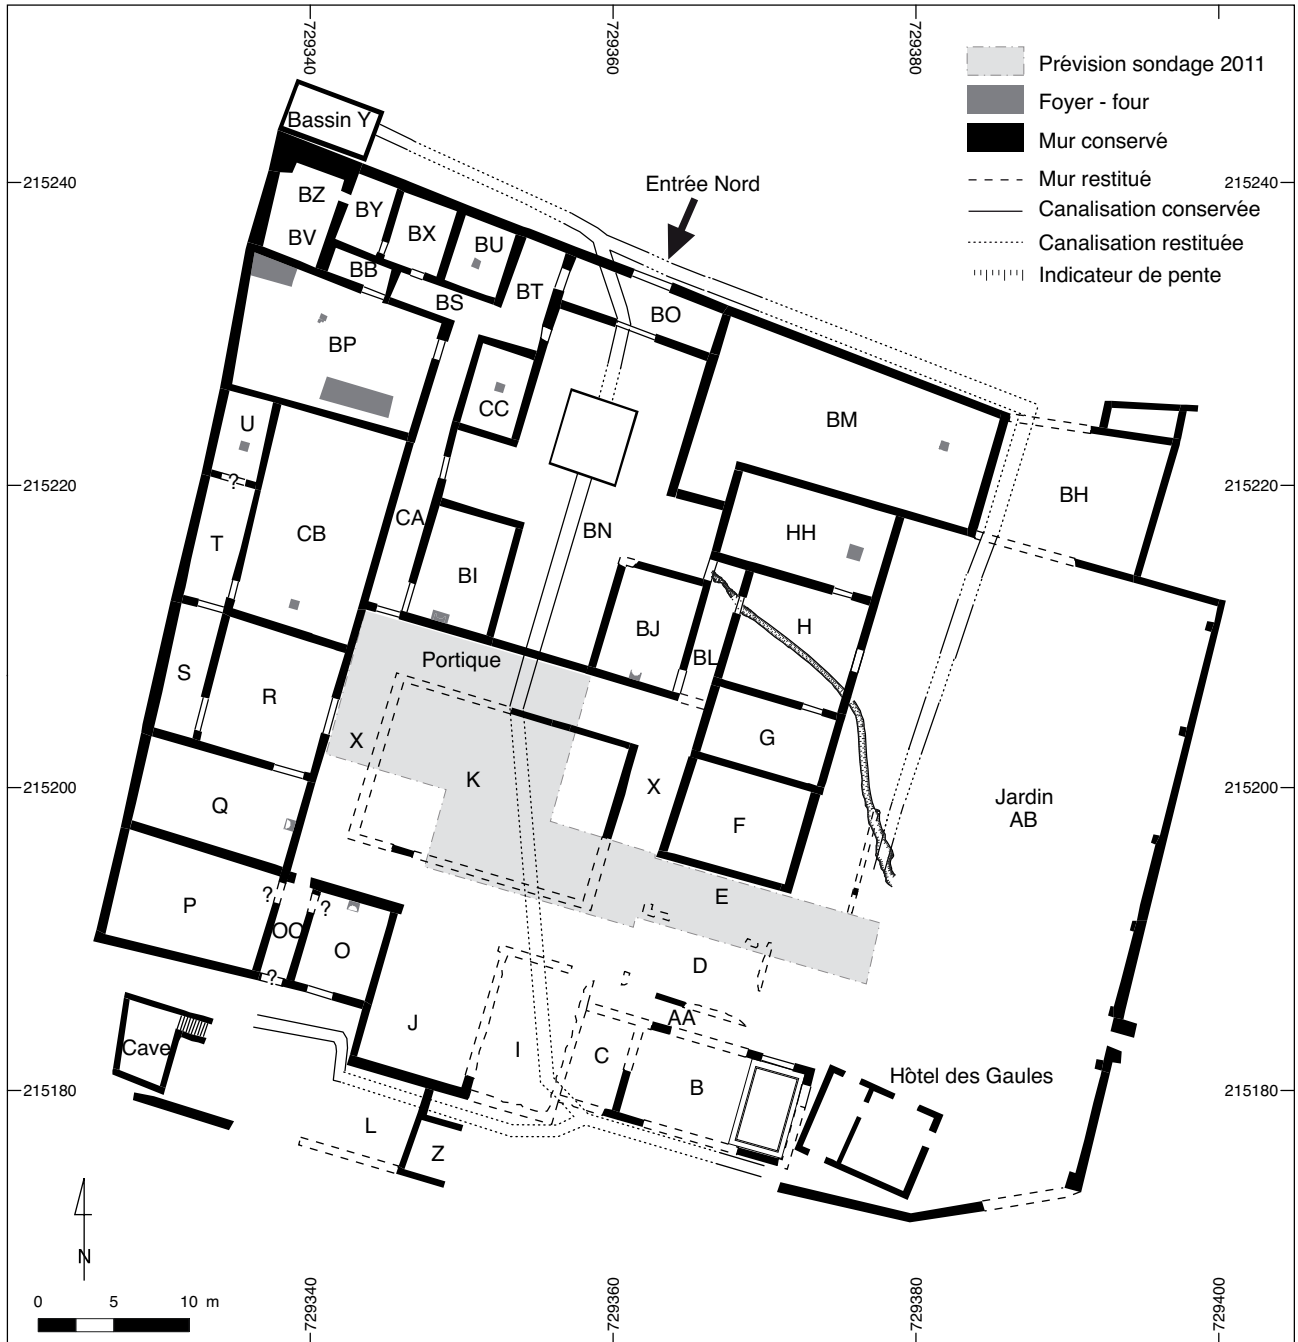 729340
729360
729380
Prévision sondage 2011
Foyer - four
Mur conservé
Mur restitué
Canalisation conservée
Canalisation restituée
Indicateur de pente
Bassin Y
215240
215240
Entrée Nord
BZ
BY
BV
BX
BU
BB
BS
BT
BO
BP
CC
BM
U
?
215220
215220
BH
T
CB
CA
BN
HH
BI
BJ
H
BL
Portique
S
R
X
G
K
X
215200
215200
Q
F
Jardin
AB
E
P
?
?
OC
O
?
D
J
AA
Cave
I
C
B
Hôtel des Gaules
215180
215180
L
Z
N
0 5 10 m
729340
729360
729380
729400